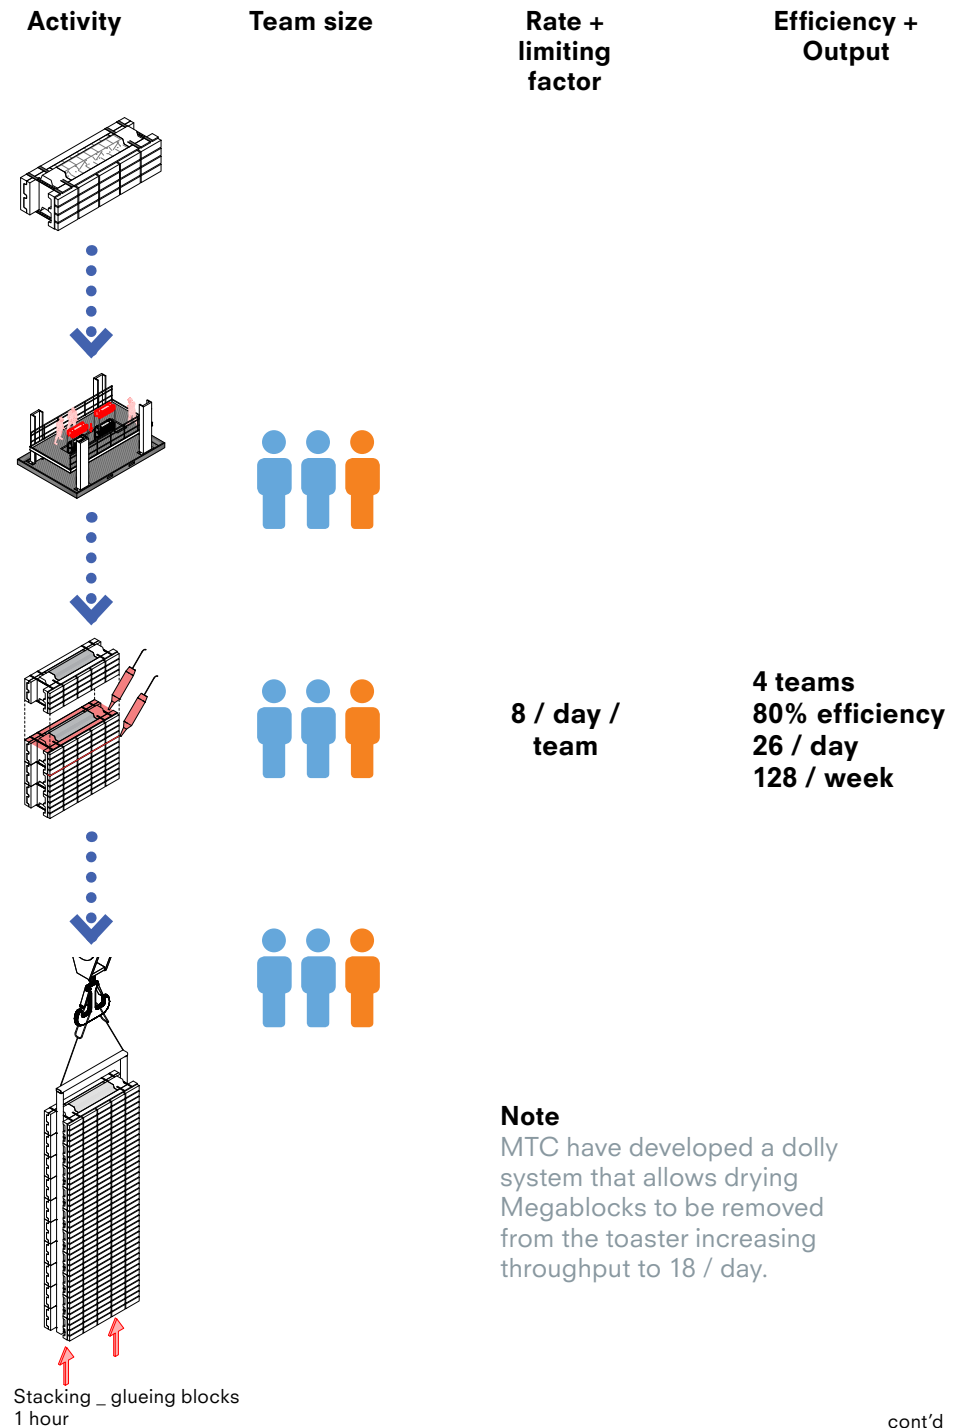 Activity
Team size
Rate +
limiting
factor
Efficiency +
Output
8 / day /
team
4 teams
80% efficiency
26 / day
128 / week
Note
MTC have developed a dolly
system that allows drying
Megablocks to be removed
from the toaster increasing
throughput to 18 / day.
Stacking _ glueing blocks
1 hour
cont'd